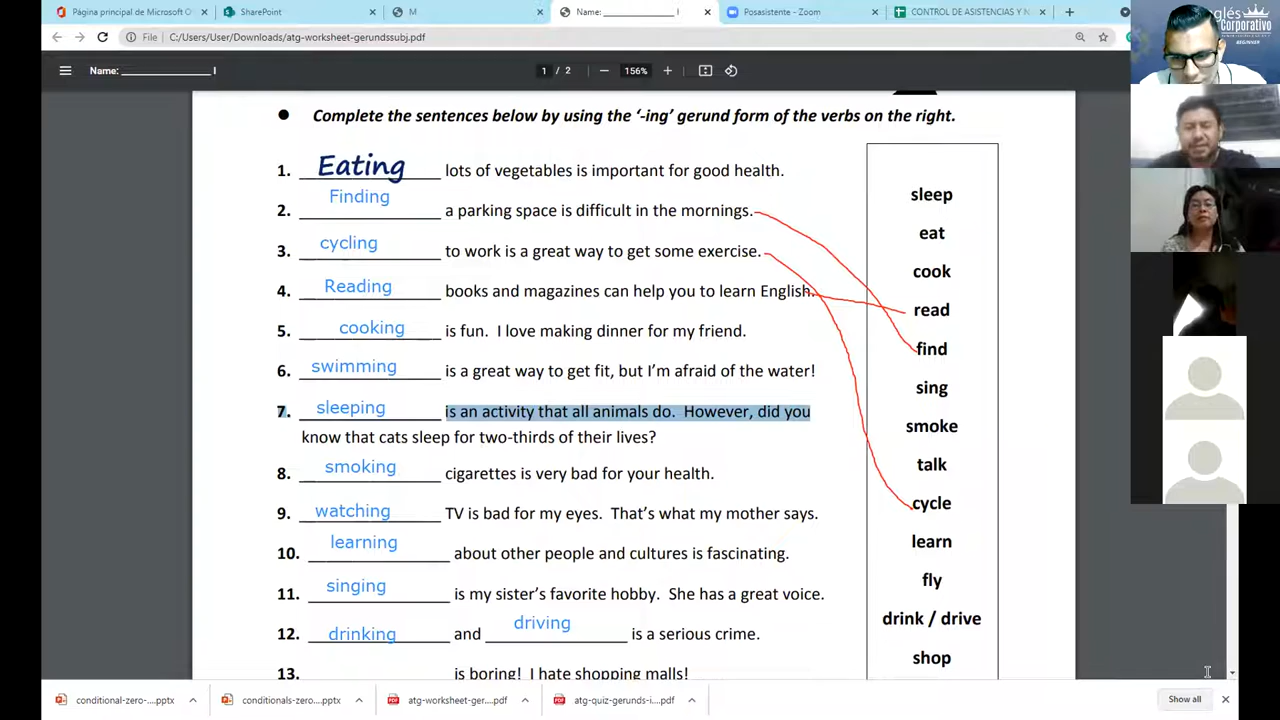 Página principal de Microsoft O
SharePoint
M
Name: ______________ I
Posasistente - Zoom
CONTROL DE ASISTENCIAS Y N
File
C:/Users/User/Downloads/atg-worksheet-gerundssubj.pdf
glés
Corporativo
BEGINNER
Name: ______________ I
1 / 2
156%
Complete the sentences below by using the ‘-ing’ gerund form of the verbs on the right.
1. Eating lots of vegetables is important for good health.
2. Finding a parking space is difficult in the mornings.
3. cycling to work is a great way to get some exercise.
4. Reading books and magazines can help you to learn English.
5. cooking is fun. I love making dinner for my friend.
6. swimming is a great way to get fit, but I’m afraid of the water!
7. sleeping is an activity that all animals do. However, did you
know that cats sleep for two-thirds of their lives?
8. smoking cigarettes is very bad for your health.
9. watching TV is bad for my eyes. That’s what my mother says.
10. learning about other people and cultures is fascinating.
11. singing is my sister’s favorite hobby. She has a great voice.
12. drinking and driving is a serious crime.
13. is boring! I hate shopping malls!
sleep
eat
cook
read
find
sing
smoke
talk
cycle
learn
fly
drink / drive
shop
conditional-zero-....pptx
conditionals-zero....pptx
atg-worksheet-ger....pdf
atg-quiz-gerunds-i....pdf
Show all